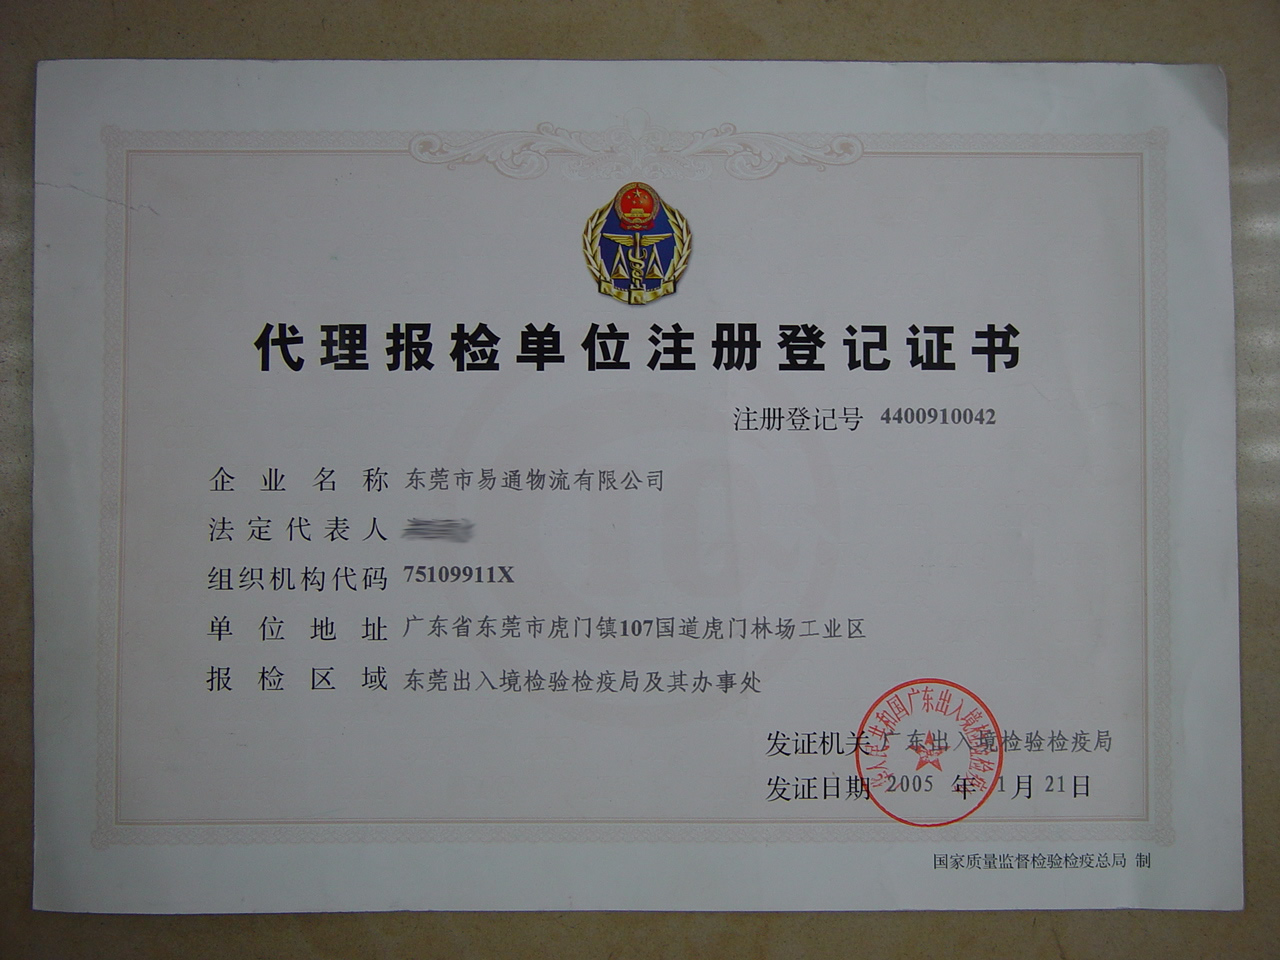 代理报检单位注册登记证书
注册登记号 4400910042
企业名称 东莞市易通物流有限公司
法定代表人
组织机构代码 75109911X
单位地址 广东省东莞市虎门镇107国道虎门林场工业区
报检区域 东莞出入境检验检疫局及其办事处
发证机关 广东出入境检验检疫局
发证日期 2005 年 1 月 21 日
国家质量监督检验检疫总局 制